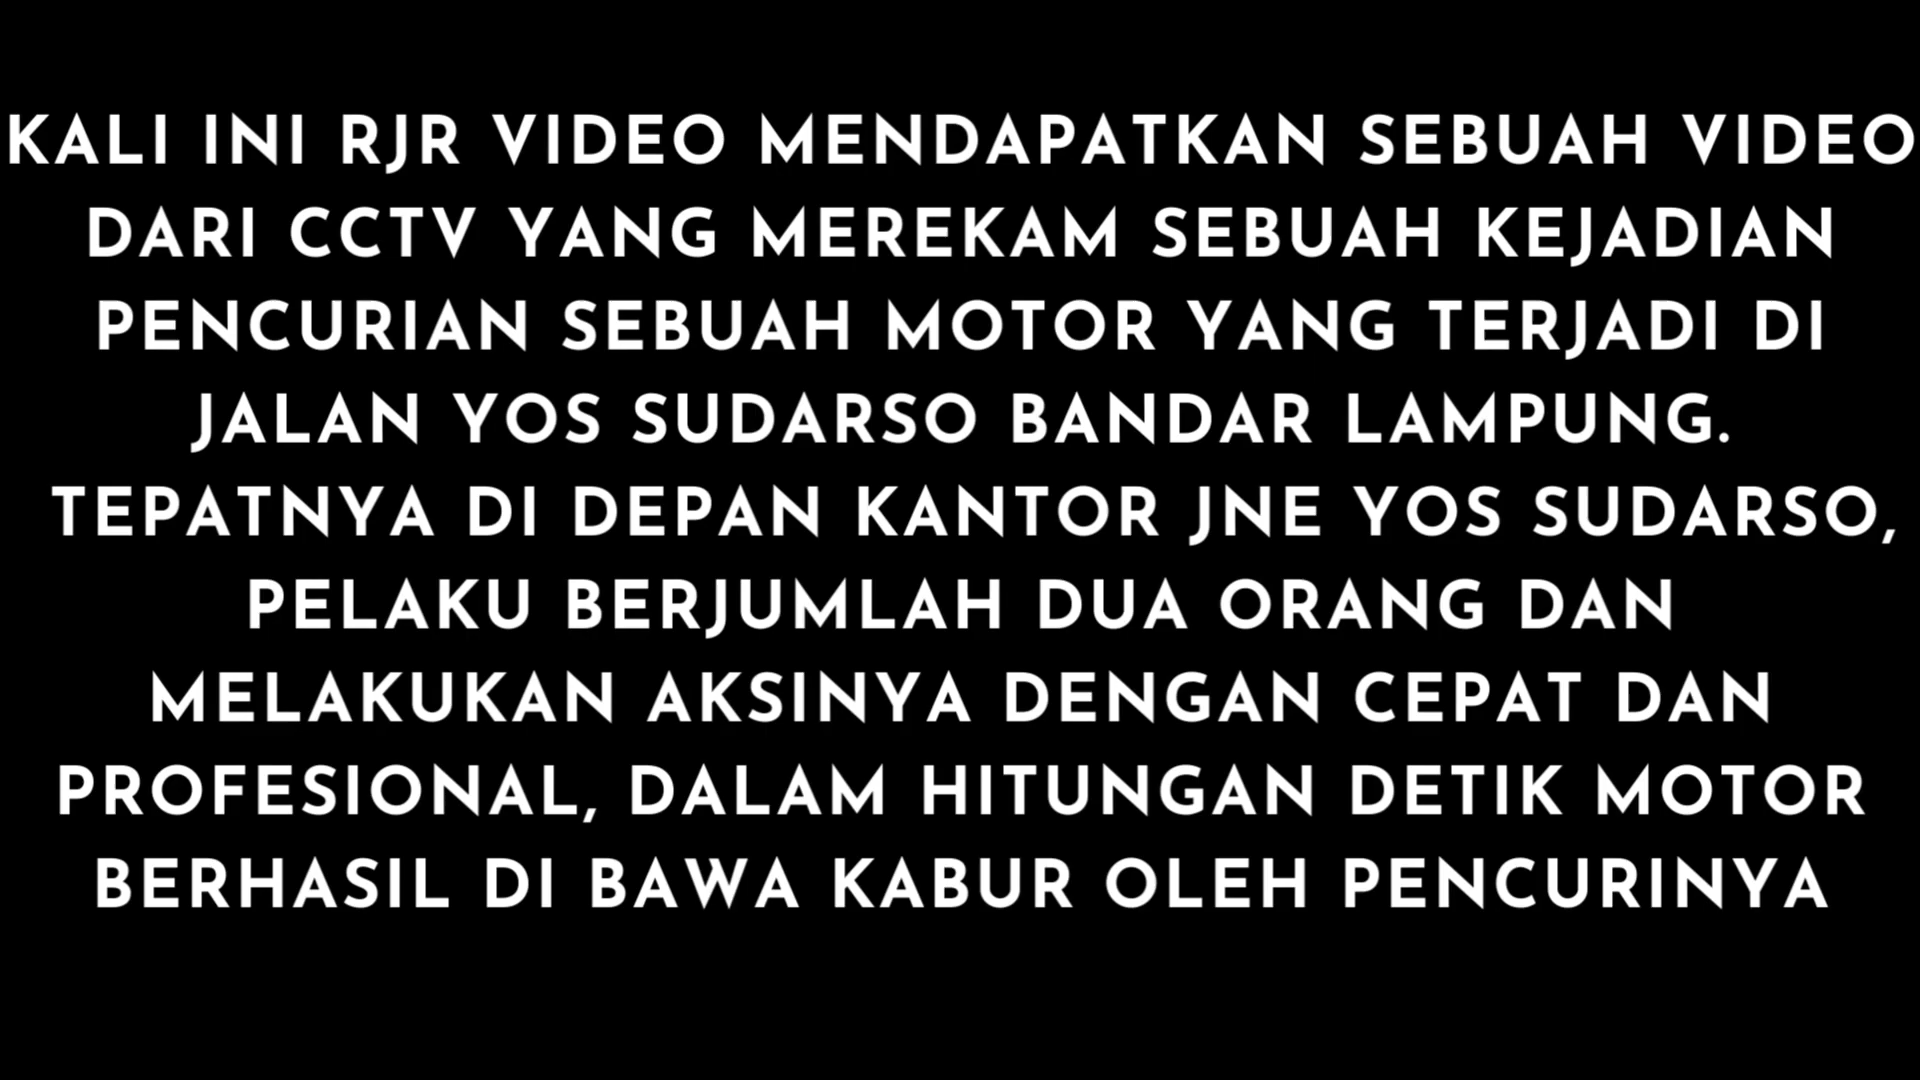 KALI INI RJR VIDEO MENDAPATKAN SEBUAH VIDEO
DARI CCTV YANG MEREKAM SEBUAH KEJADIAN
PENCURIAN SEBUAH MOTOR YANG TERJADI DI
JALAN YOS SUDARSO BANDAR LAMPUNG.
TEPATNYA DI DEPAN KANTOR JNE YOS SUDARSO,
PELAKU BERJUMLAH DUA ORANG DAN
MELAKUKAN AKSINYA DENGAN CEPAT DAN
PROFESIONAL, DALAM HITUNGAN DETIK MOTOR
BERHASIL DI BAWA KABUR OLEH PENCURINYA